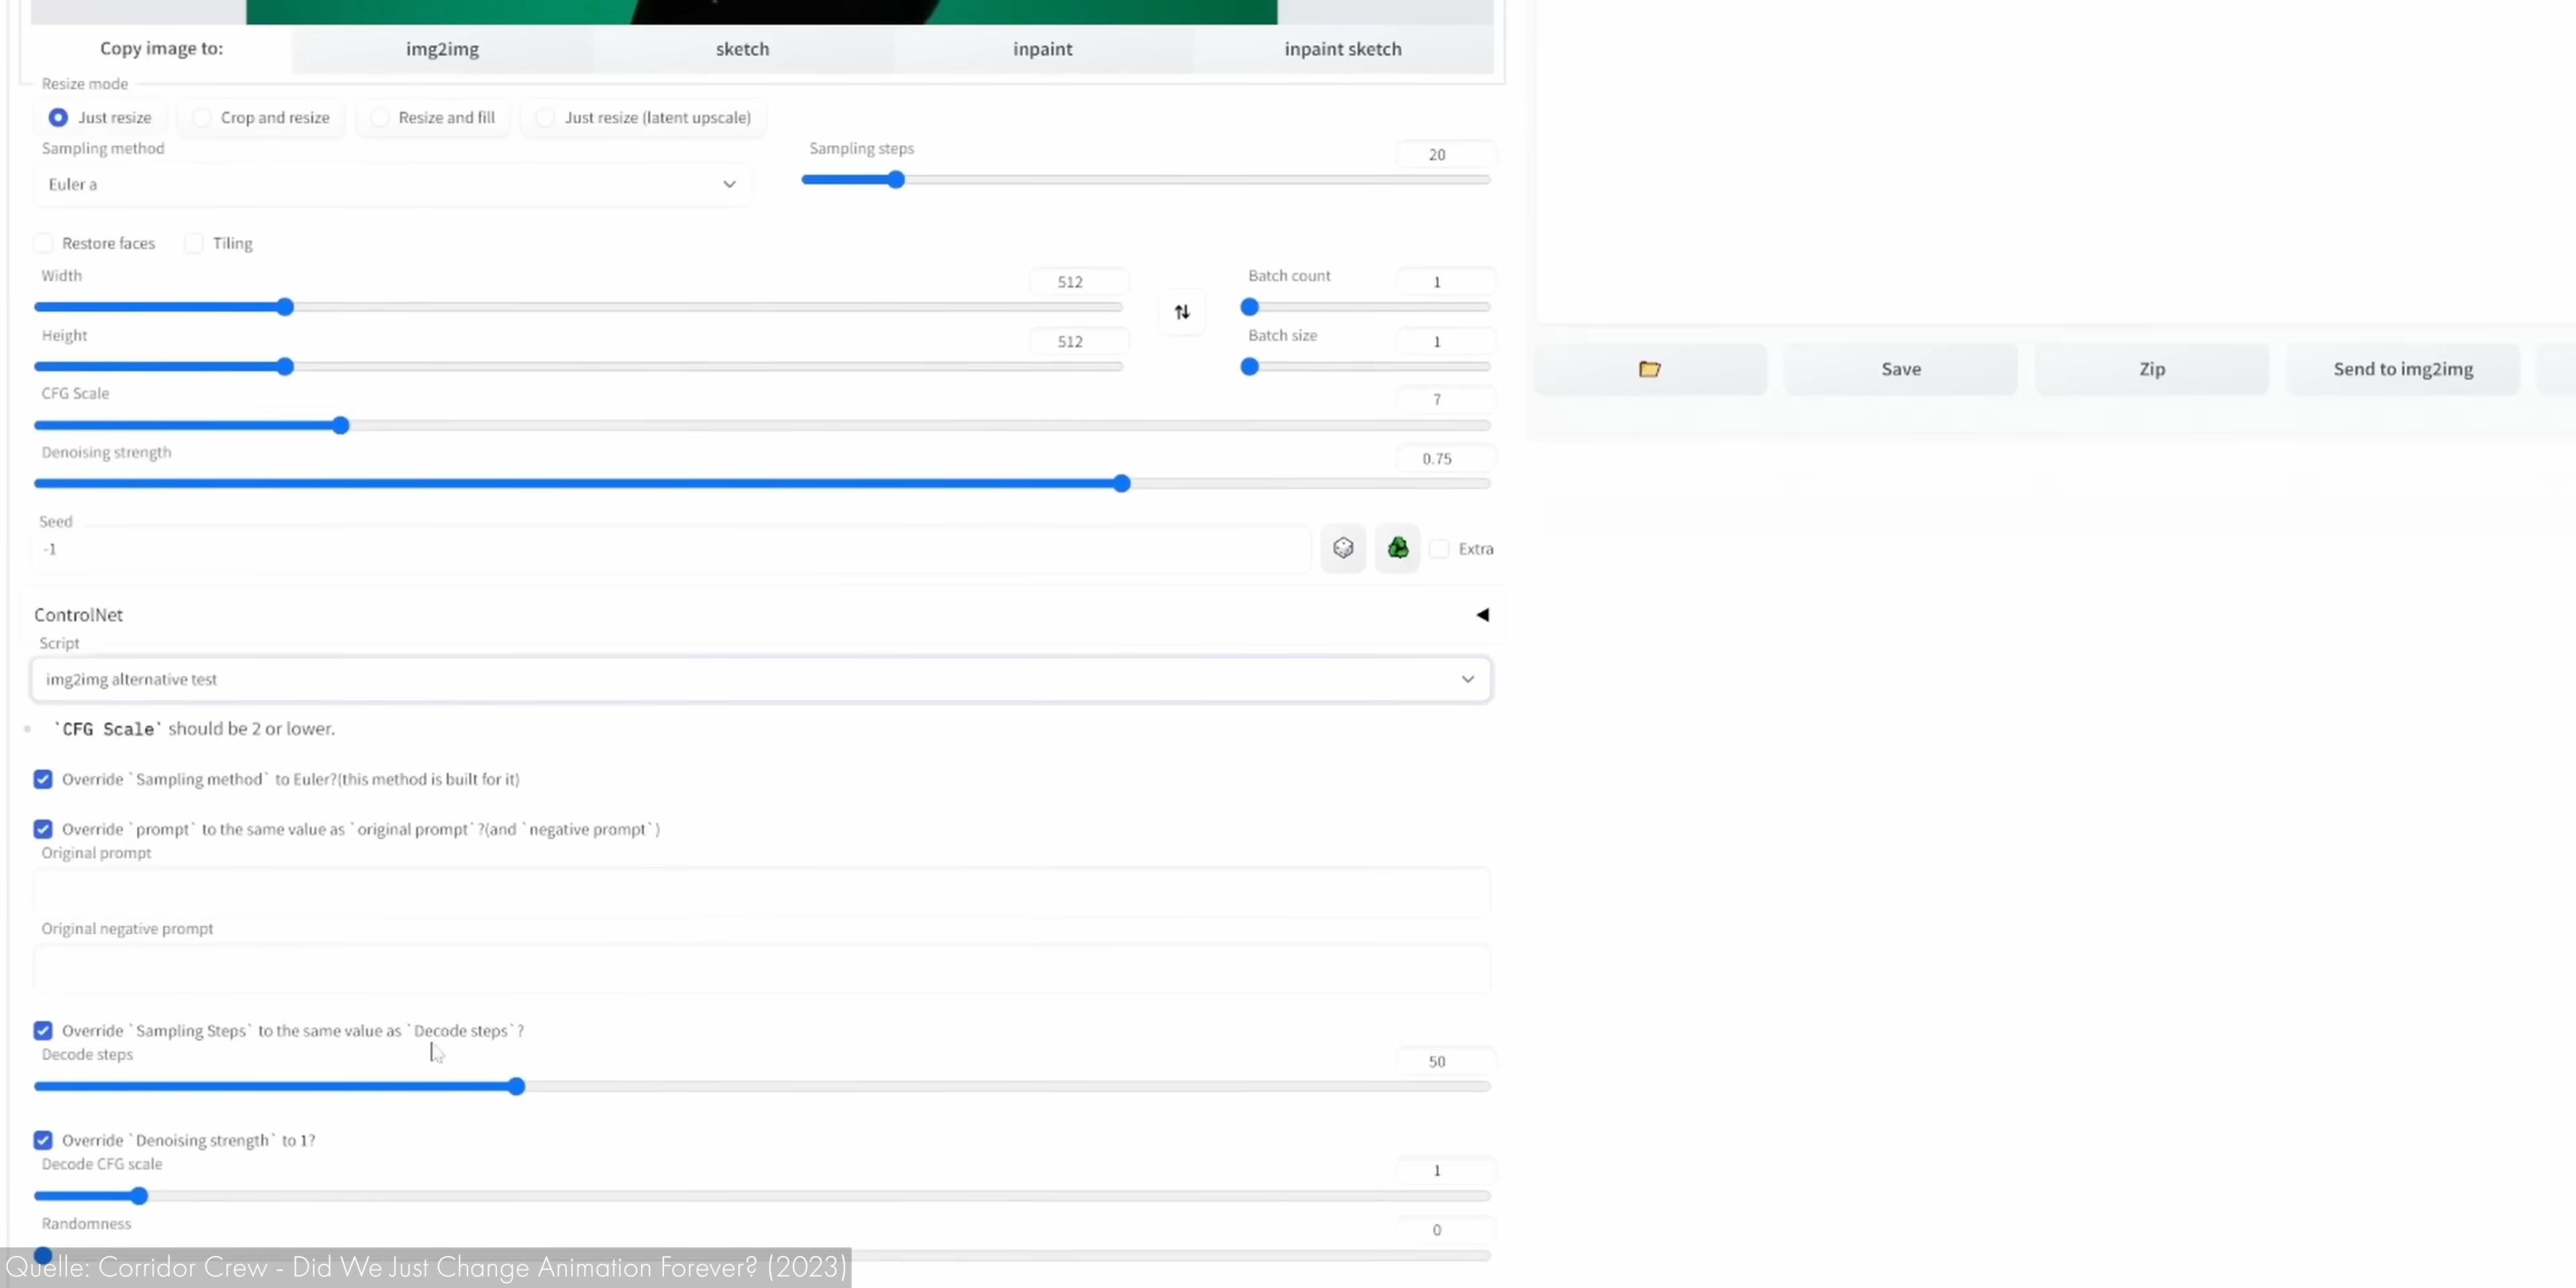 Copy image to: img2img sketch inpaint inpaint sketch
Resize mode
Just resize Crop and resize Resize and fill Just resize (latent upscale)
Sampling method Sampling steps 20
Euler a
Restore faces Tiling
Width 512 Batch count 1
Height 512 Batch size 1
Save Zip Send to img2img
CFG Scale 7
Denoising strength 0.75
Seed
-1 Extra
ControlNet
Script
img2img alternative test
`CFG Scale` should be 2 or lower.
Override `Sampling method` to Euler?(this method is built for it)
Override `prompt` to the same value as `original prompt`?(and `negative prompt`)
Original prompt
Original negative prompt
Override `Sampling Steps` to the same value as `Decode steps`?
Decode steps 50
Override `Denoising strength` to 1?
Decode CFG scale 1
Randomness 0
Quelle: Corridor Crew - Did We Just Change Animation Forever? (2023)